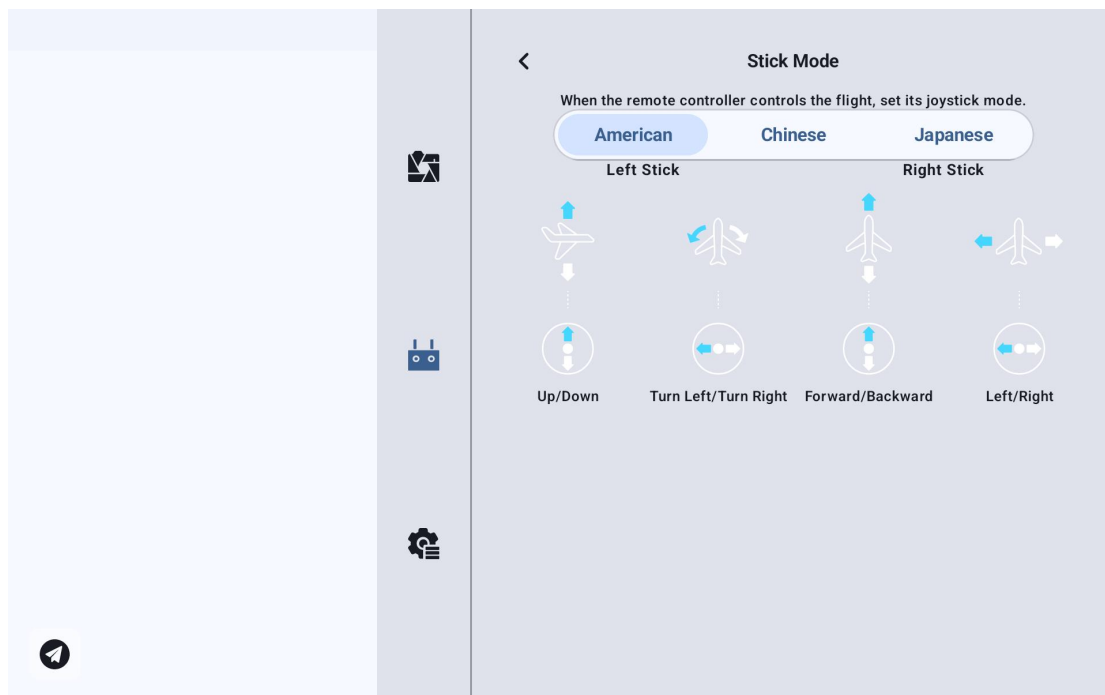 Stick Mode
When the remote controller controls the flight, set its joystick mode.
American Chinese Japanese
Left Stick Right Stick
Up/Down Turn Left/Turn Right Forward/Backward Left/Right